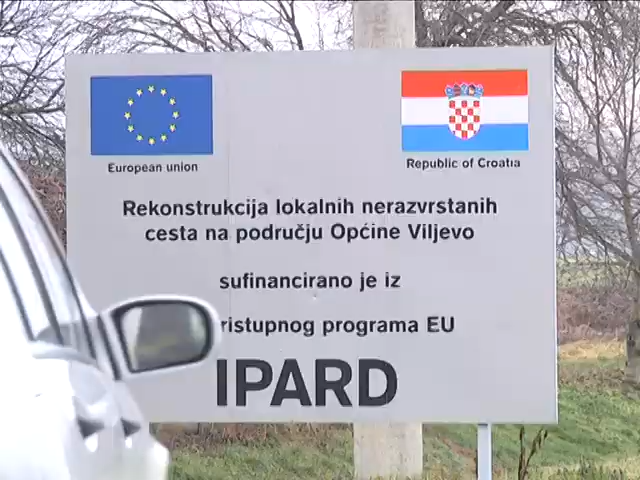 European union
Republic of Croatia
Rekonstrukcija lokalnih nerazvrstanih
cesta na području Općine Viljevo
sufinancirano je iz
programa EU
IPARD